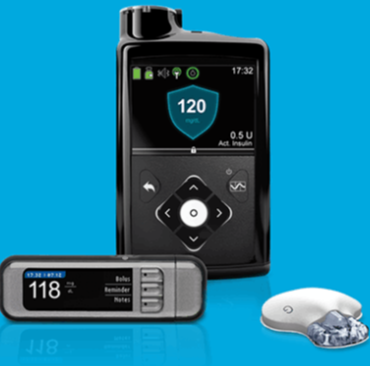 17:32
120
mg/dL
0.5 U
Act. Insulin
118
Bolus
Reminder
Notes